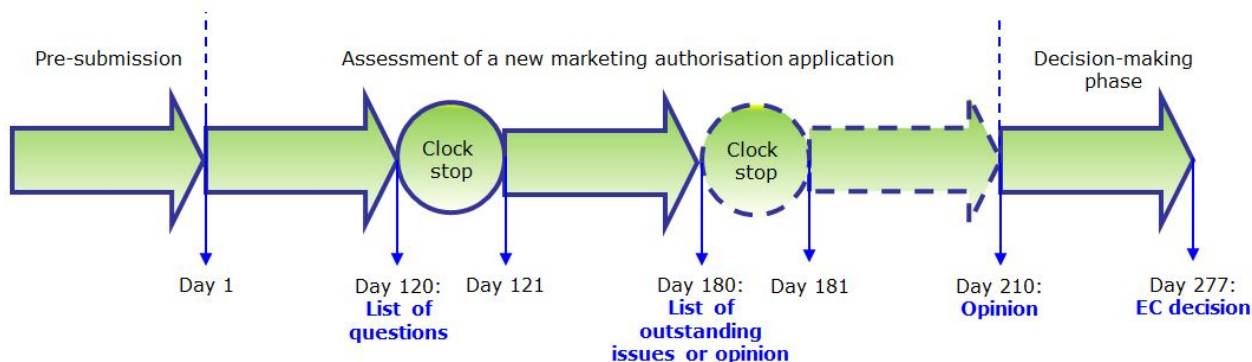 Pre-submission
Assessment of a new marketing authorisation application
Decision-making
phase
Clock
stop
Clock
stop
Day 1
Day 120:
List of
questions
Day 121
Day 180:
List of
outstanding
issues or opinion
Day 181
Day 210:
Opinion
Day 277:
EC decision